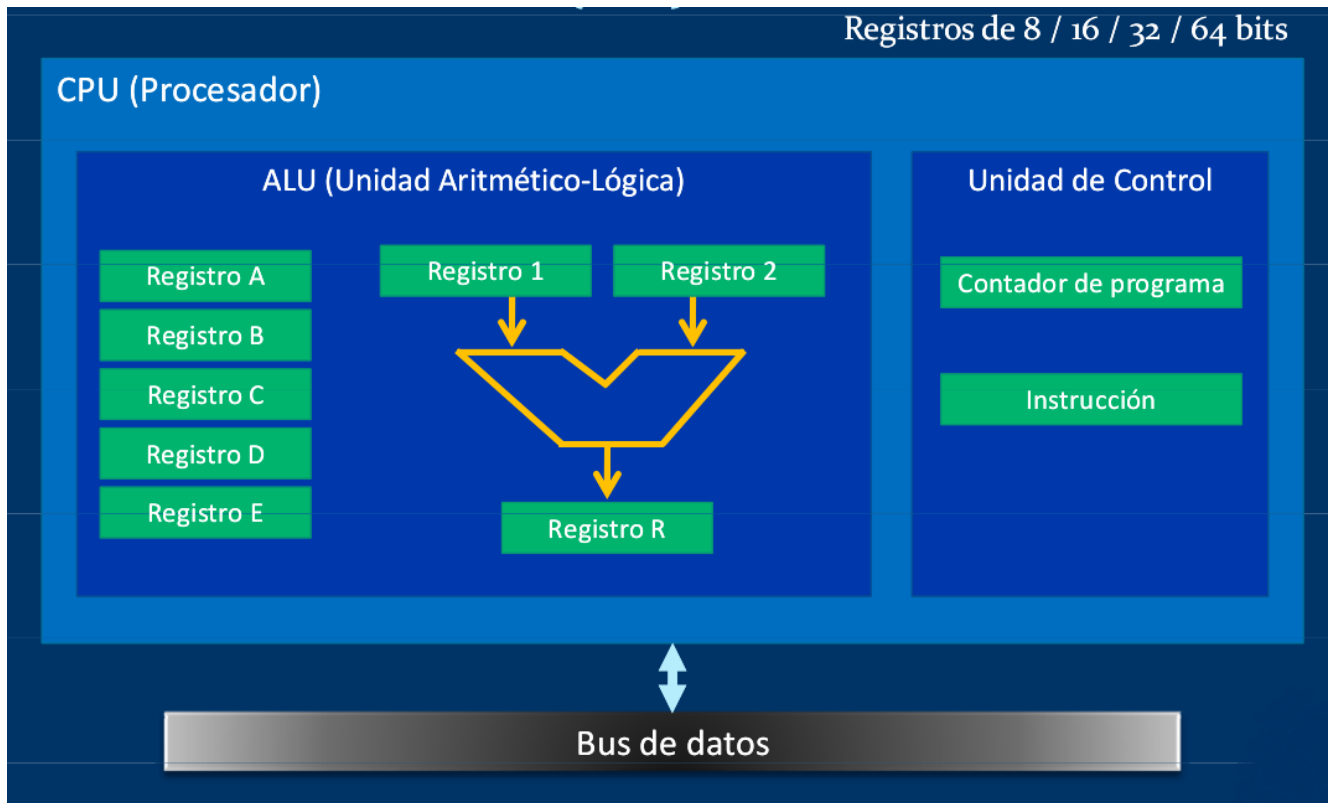 Registros de 8 / 16 / 32 / 64 bits
CPU (Procesador)
ALU (Unidad Aritmético-Lógica)
Registro A
Registro B
Registro C
Registro D
Registro E
Registro 1
Registro 2
Registro R
Unidad de Control
Contador de programa
Instrucción
Bus de datos